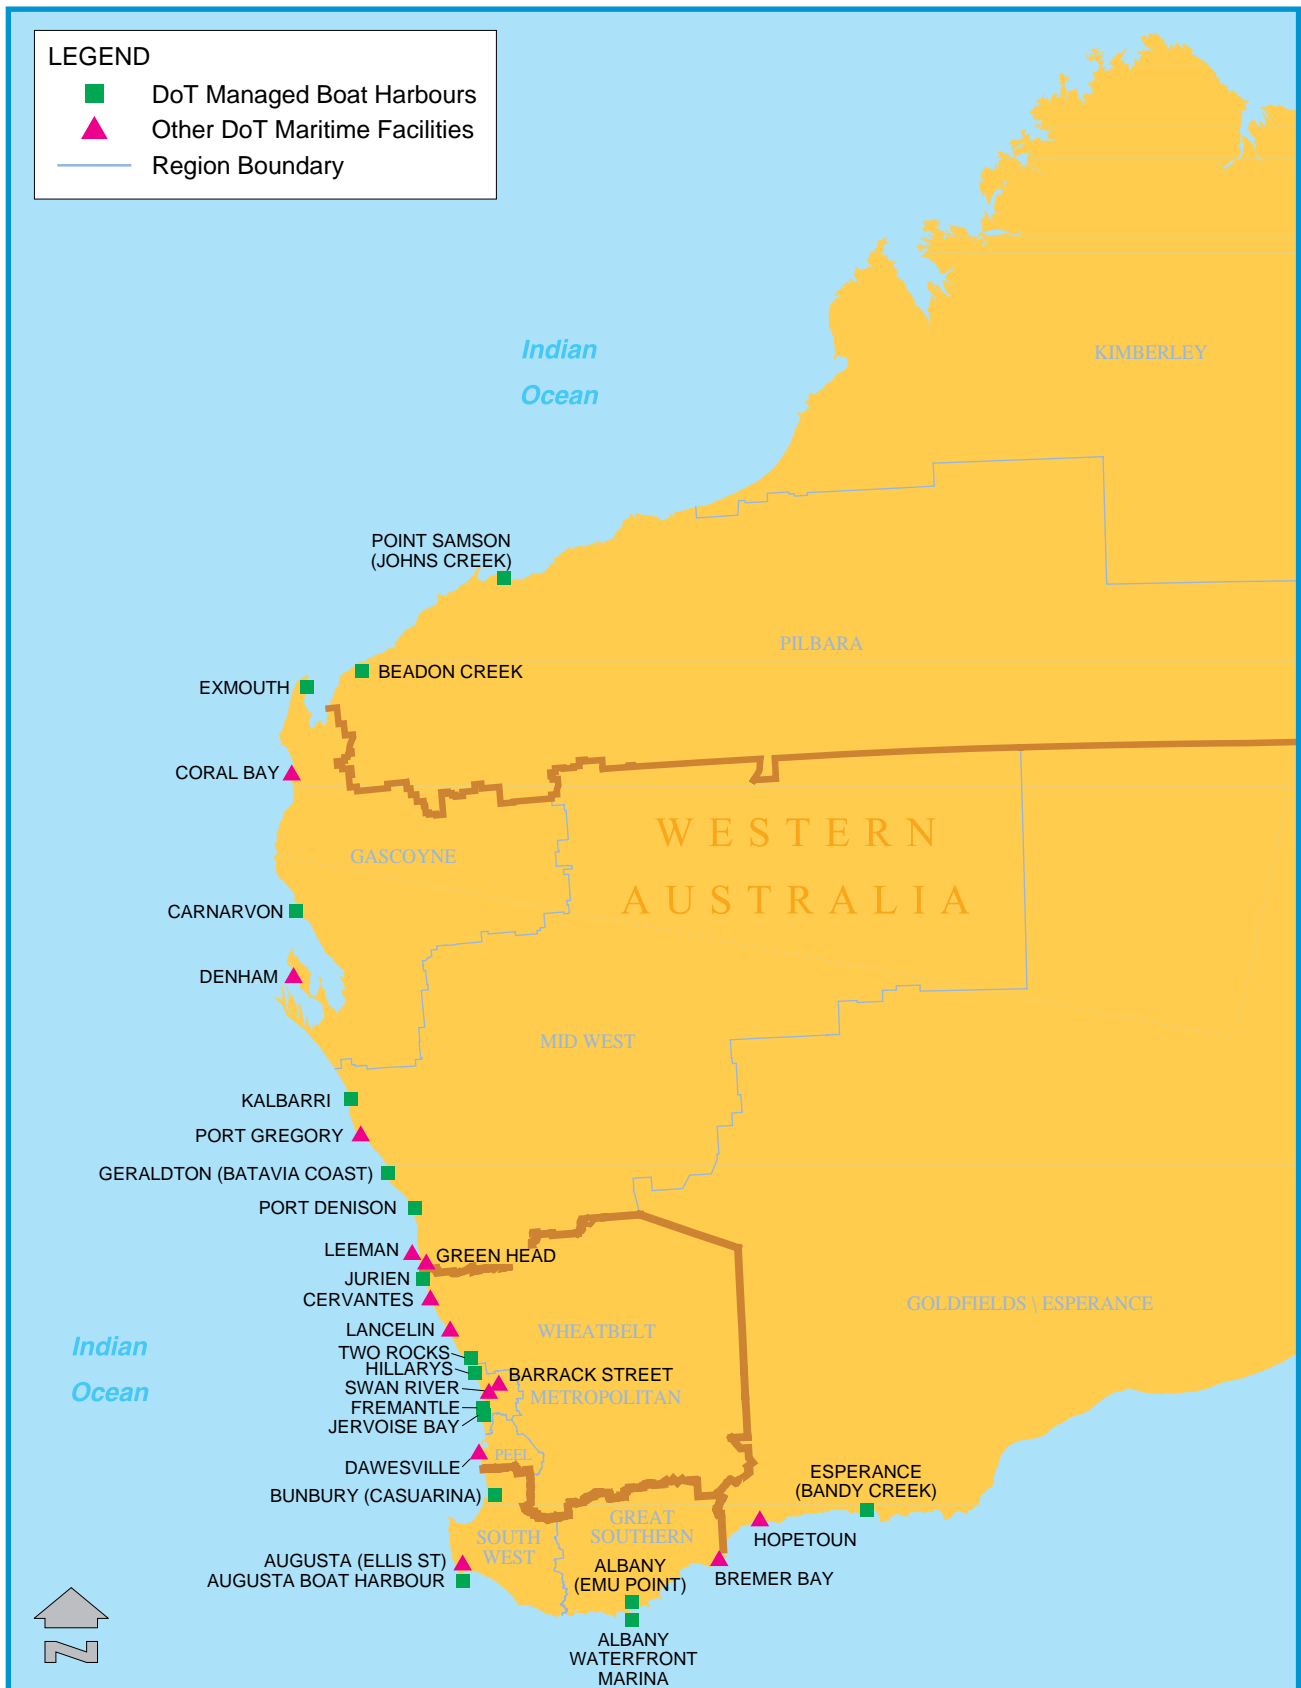 LEGEND
DoT Managed Boat Harbours
Other DoT Maritime Facilities
Region Boundary
Indian
Ocean
KIMBERLEY
POINT SAMSON
(JOHNS CREEK)
PILBARA
BEADON CREEK
EXMOUTH
CORAL BAY
WESTERN
AUSTRALIA
GASCOYNE
CARNARVON
DENHAM
MID WEST
KALBARRI
PORT GREGORY
GERALDTON (BATAVIA COAST)
PORT DENISON
LEEMAN
GREEN HEAD
JURIEN
CERVANTES
GOLDFIELDS \ ESPERANCE
LANCELIN
WHEATBELT
Indian
Ocean
TWO ROCKS
HILLARYS
BARRACK STREET
SWAN RIVER
METROPOLITAN
FREMANTLE
JERVOISE BAY
PEEL
DAWESVILLE
ESPERANCE
(BANDY CREEK)
BUNBURY (CASUARINA)
GREAT
SOUTHERN
SOUTH
WEST
HOPETOUN
AUGUSTA (ELLIS ST)
AUGUSTA BOAT HARBOUR
ALBANY
(EMU POINT)
BREMER BAY
ALBANY
WATERFRONT
MARINA
N